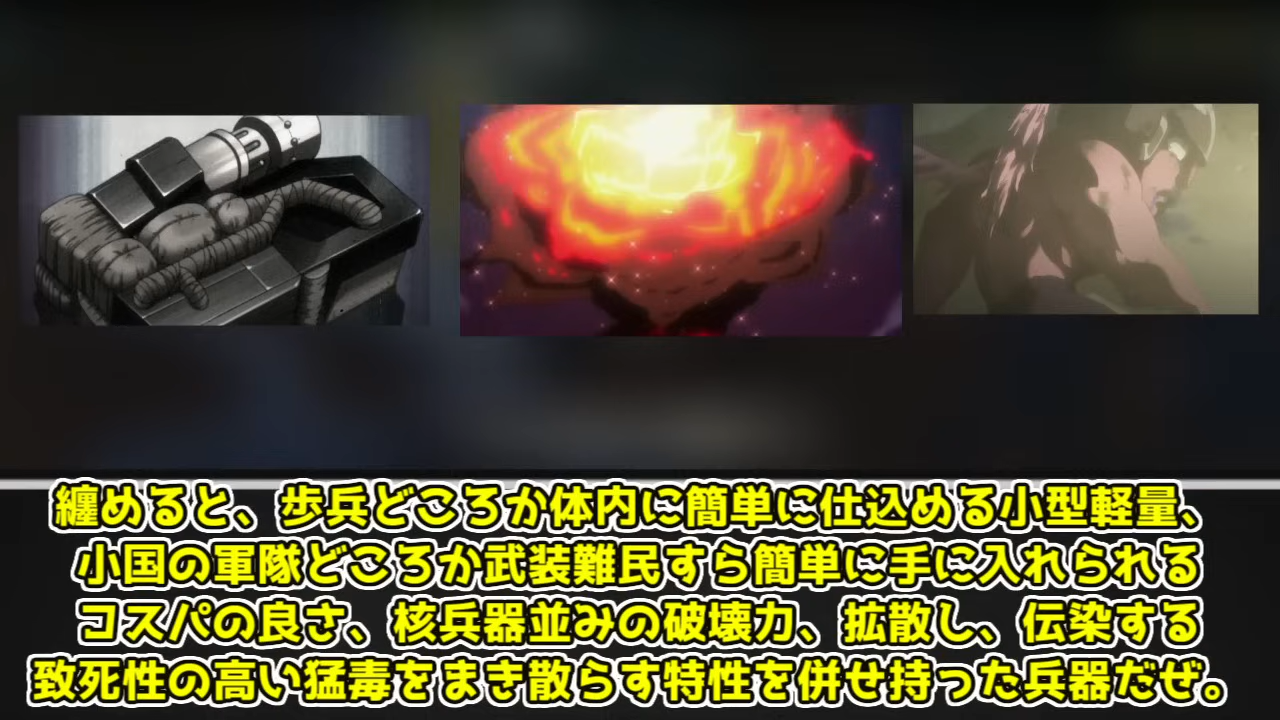 纏めると、歩兵どころか体内に簡単に仕込める小型軽量、
小国の軍隊どころか武装難民すら簡単に手に入れられる
コスパの良さ、核兵器並みの破壊力、拡散し、伝染する
致死性の高い猛毒をまき散らす特性を併せ持った兵器だぜ。